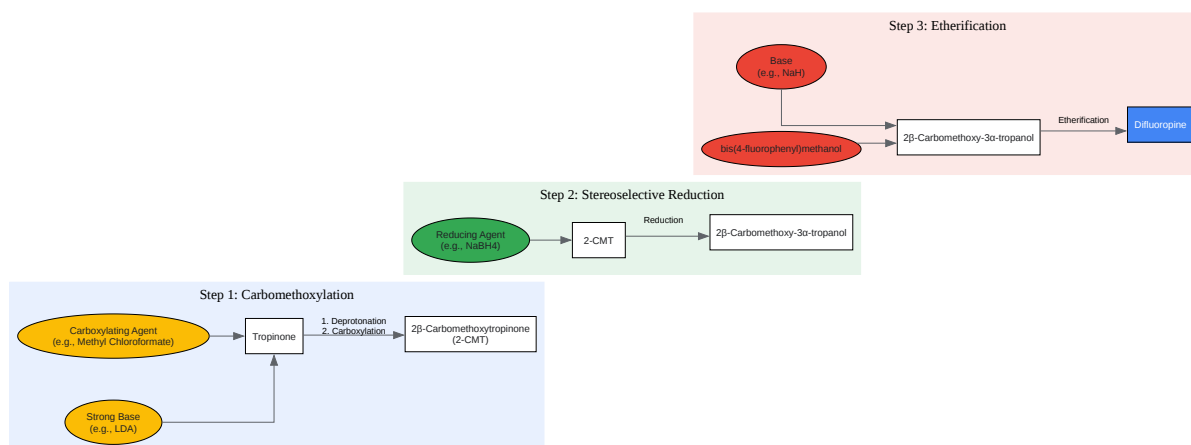 Step 3: Etherification
Base
(e.g., NaH)
Etherification
Difluoropine
2β-Carbomethoxy-3α-tropanol
bis(4-fluorophenyl)methanol
Step 2: Stereoselective Reduction
Reducing Agent
(e.g., NaBH4)
2-CMT
Reduction
2β-Carbomethoxy-3α-tropanol
Step 1: Carbomethoxylation
Carboxylating Agent
(e.g., Methyl Chloroformate)
Tropinone
1. Deprotonation
2. Carboxylation
2β-Carbomethoxytropinone
(2-CMT)
Strong Base
(e.g., LDA)